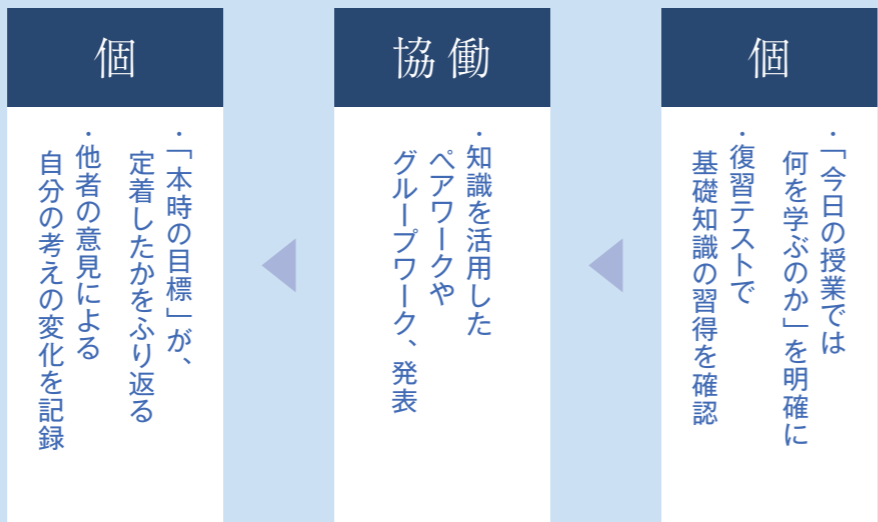 個
・「今日の授業では
何を学ぶのか」を明確に
・復習テストで
基礎知識の習得を確認
協働
・知識を活用した
ペアワークや
グループワーク、発表
個
・「本時の目標」が、
定着したかをふり返る
・他者の意見による
自分の考えの変化を記録